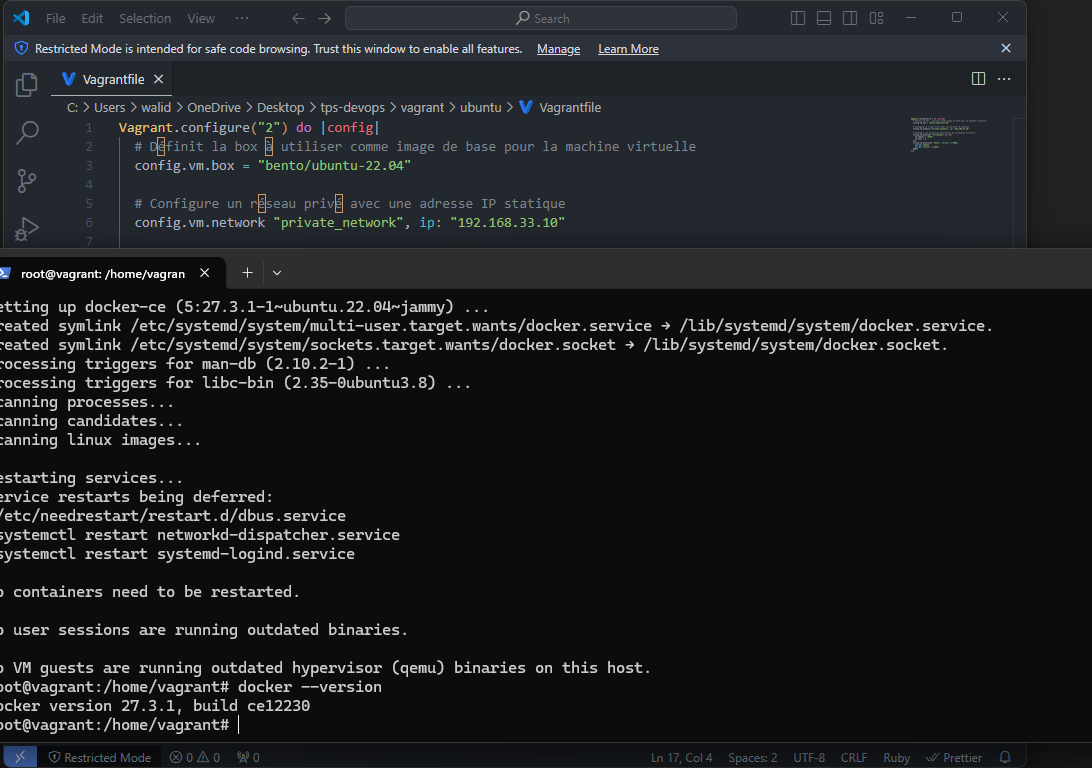 File Edit Selection View ··· Search
Restricted Mode is intended for safe code browsing. Trust this window to enable all features. Manage Learn More
Vagrantfile
C: > Users > walid > OneDrive > Desktop > tps-devops > vagrant > ubuntu > Vagrantfile
1 Vagrant.configure("2") do |config|
2 # Définit la box à utiliser comme image de base pour la machine virtuelle
3 config.vm.box = "bento/ubuntu-22.04"
4
5 # Configure un réseau privé avec une adresse IP statique
6 config.vm.network "private_network", ip: "192.168.33.10"
7
root@vagrant: /home/vagran
etting up docker-ce (5:27.3.1-1~ubuntu.22.04~jammy) ...
reated symlink /etc/systemd/system/multi-user.target.wants/docker.service → /lib/systemd/system/docker.service.
reated symlink /etc/systemd/system/sockets.target.wants/docker.socket → /lib/systemd/system/docker.socket.
rocessing triggers for man-db (2.10.2-1) ...
rocessing triggers for libc-bin (2.35-0ubuntu3.8) ...
canning processes...
canning candidates...
canning linux images...
estarting services...
ervice restarts being deferred:
/etc/needrestart/restart.d/dbus.service
systemctl restart networkd-dispatcher.service
systemctl restart systemd-logind.service
o containers need to be restarted.
o user sessions are running outdated binaries.
o VM guests are running outdated hypervisor (qemu) binaries on this host.
oot@vagrant:/home/vagrant# docker --version
ocker version 27.3.1, build ce12230
oot@vagrant:/home/vagrant#
Restricted Mode 0 0 0 Ln 17, Col 4 Spaces: 2 UTF-8 CRLF Ruby Prettier